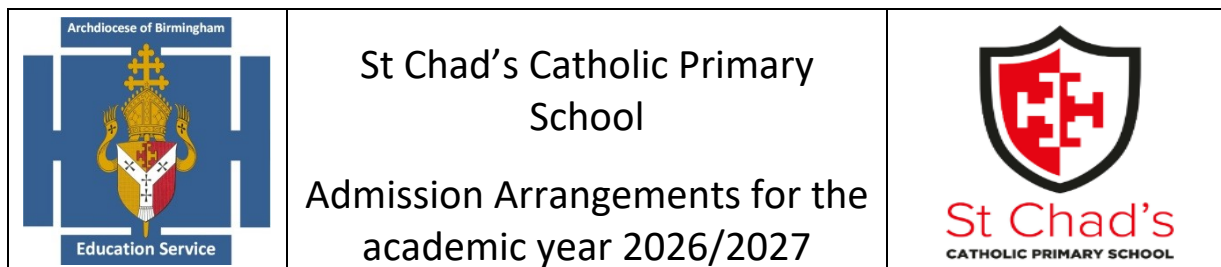 Archdiocese of Birmingham
Education Service
St Chad’s Catholic Primary
School
Admission Arrangements for the
academic year 2026/2027
St Chad's
CATHOLIC PRIMARY SCHOOL